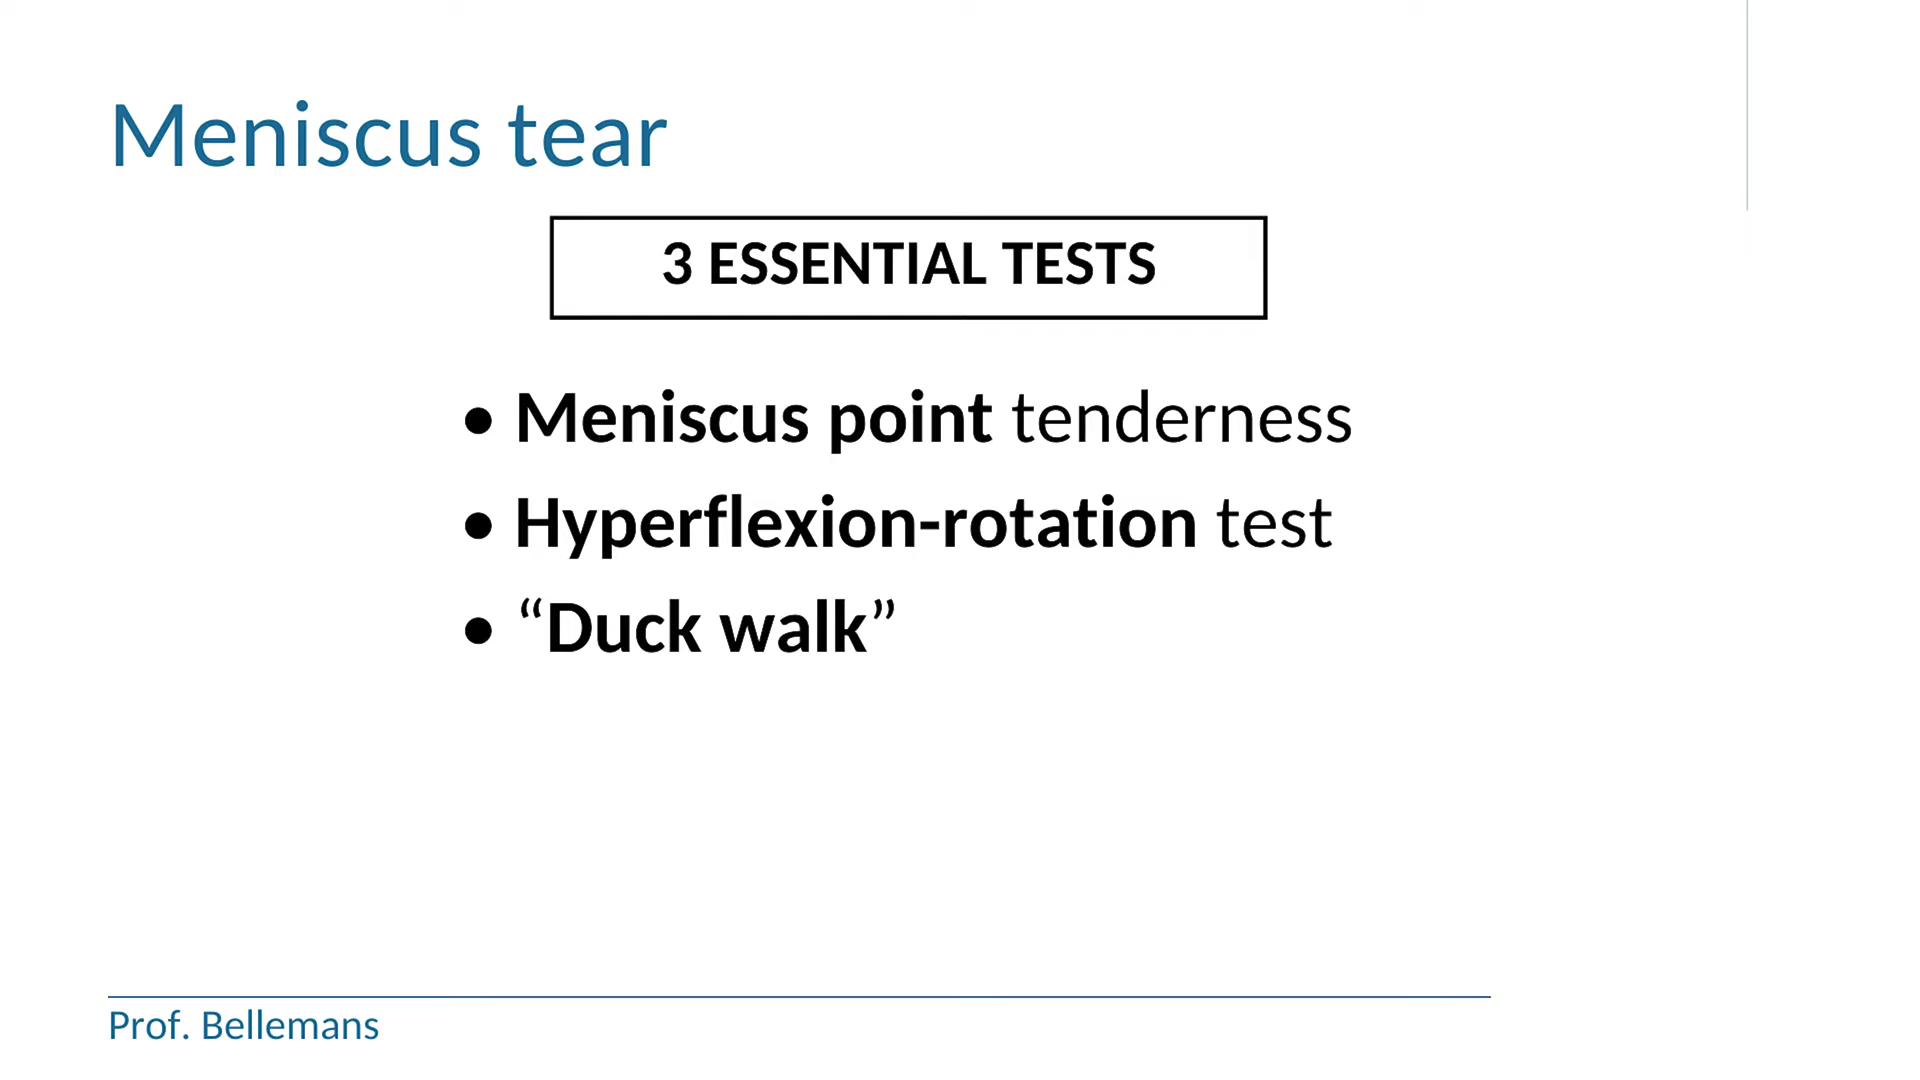 Meniscus tear
3 ESSENTIAL TESTS
• Meniscus point tenderness
• Hyperflexion-rotation test
• “Duck walk”
Prof. Bellemans